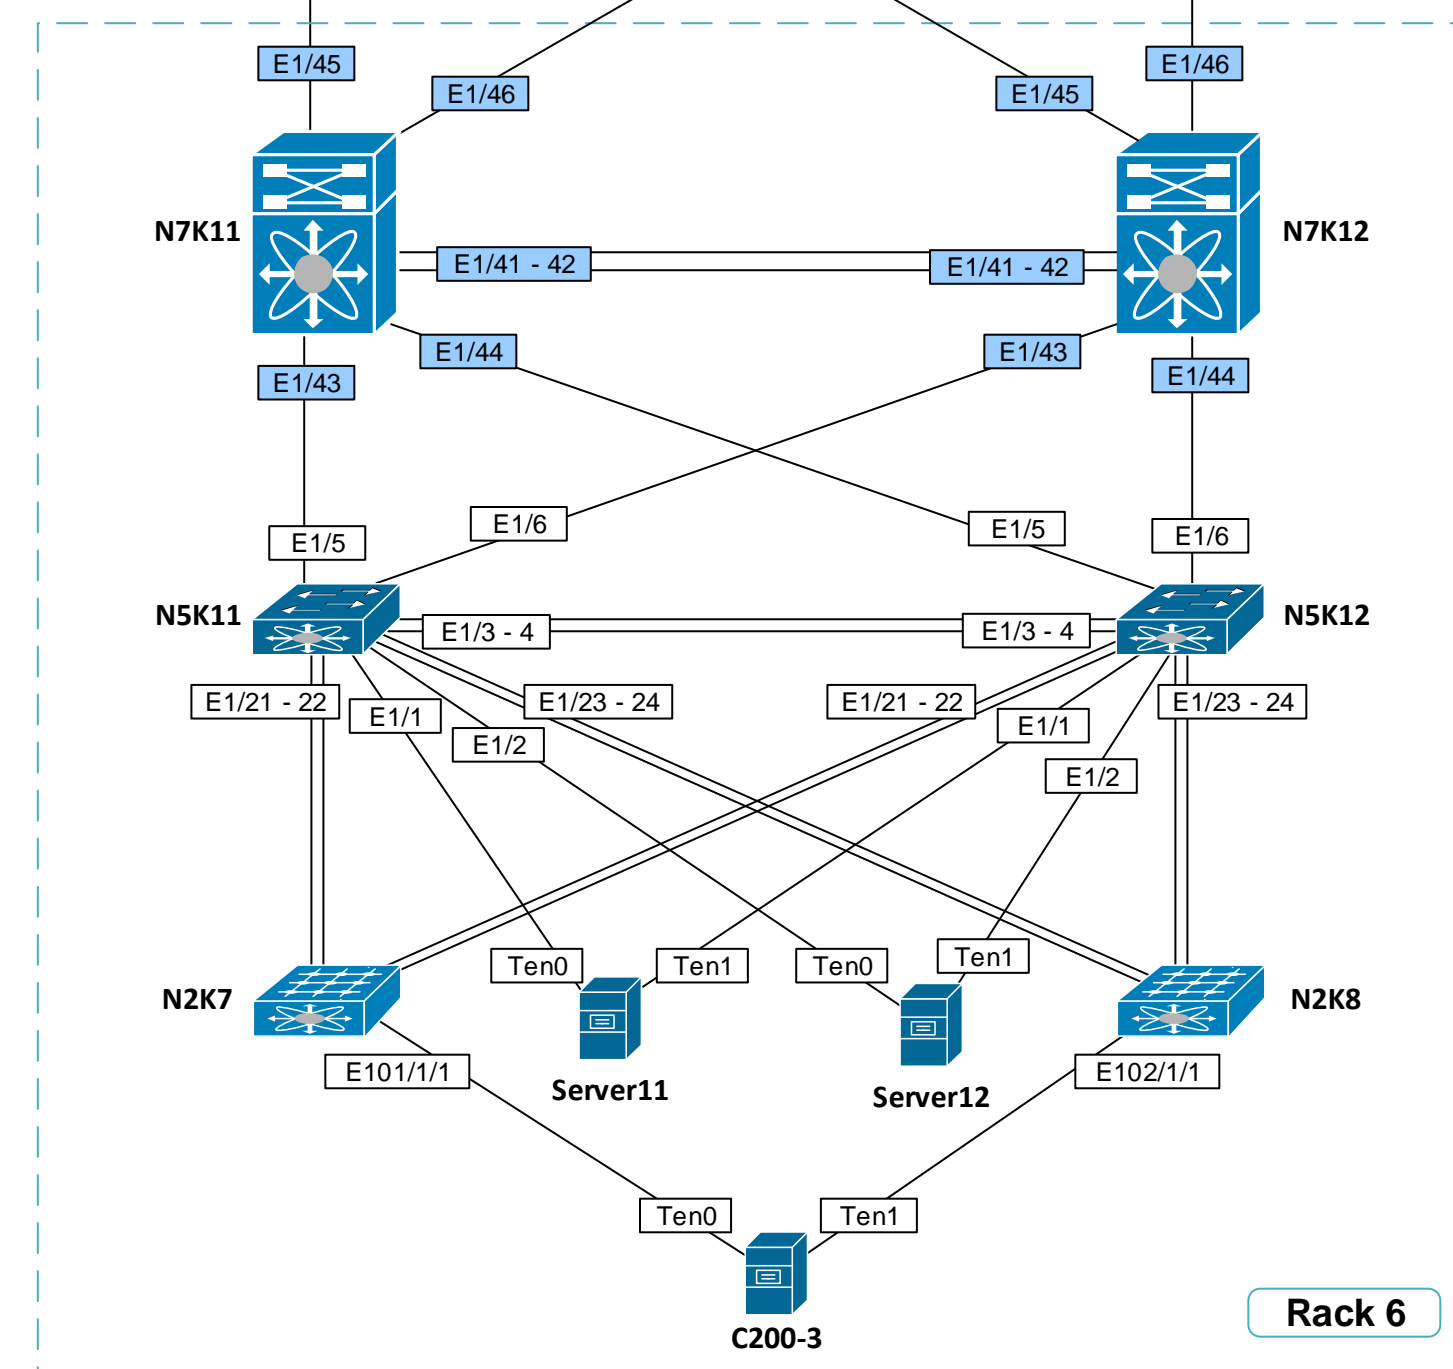 E1/45
E1/46
E1/46
E1/45
N7K11
N7K12
E1/41 - 42
E1/41 - 42
E1/44
E1/43
E1/43
E1/44
E1/6
E1/5
E1/5
E1/6
N5K11
N5K12
E1/3 - 4
E1/3 - 4
E1/21 - 22
E1/23 - 24
E1/21 - 22
E1/23 - 24
E1/1
E1/1
E1/2
E1/2
Ten0
Ten1
Ten0
Ten1
N2K7
N2K8
E101/1/1
E102/1/1
Server11
Server12
Ten0
Ten1
Rack 6
C200-3